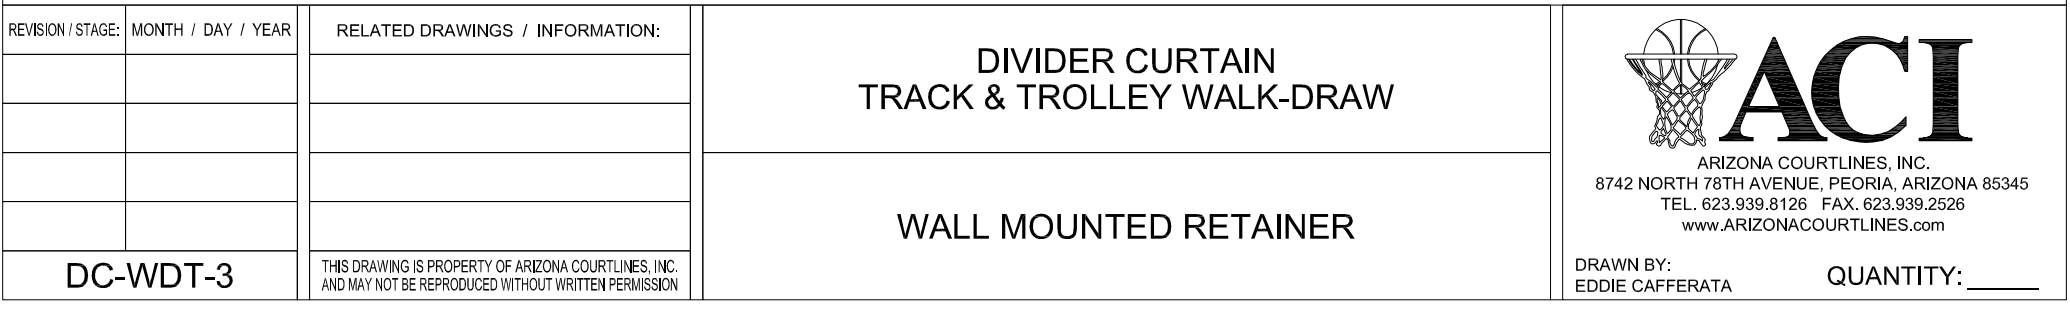 REVISION / STAGE: MONTH / DAY / YEAR
DC-WDT-3
RELATED DRAWINGS / INFORMATION:
THIS DRAWING IS PROPERTY OF ARIZONA COURTLINES, INC.
AND MAY NOT BE REPRODUCED WITHOUT WRITTEN PERMISSION
DIVIDER CURTAIN
TRACK & TROLLEY WALK-DRAW
WALL MOUNTED RETAINER
ACI
ARIZONA COURTLINES, INC.
8742 NORTH 78TH AVENUE, PEORIA, ARIZONA 85345
TEL. 623.939.8126 FAX. 623.939.2526
www.ARIZONACOURTLINES.com
DRAWN BY:
EDDIE CAFFERATA
QUANTITY: